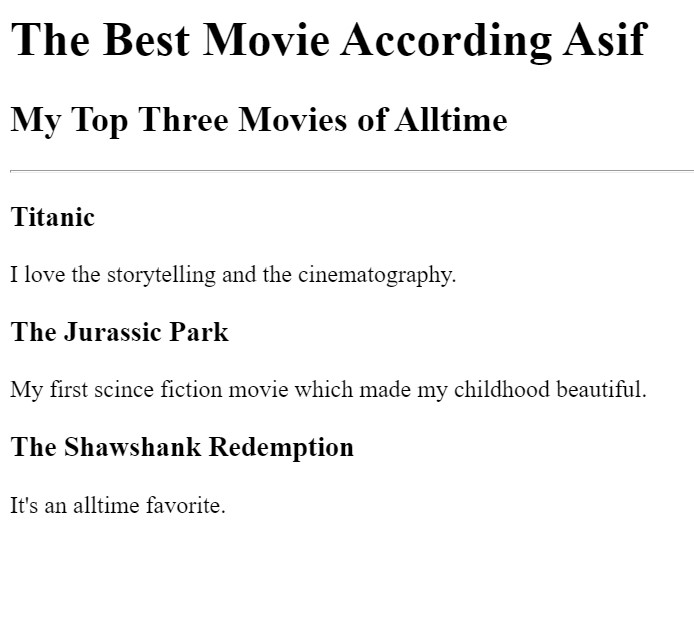 The Best Movie According Asif
My Top Three Movies of Alltime
Titanic
I love the storytelling and the cinematography.
The Jurassic Park
My first scince fiction movie which made my childhood beautiful.
The Shawshank Redemption
It's an alltime favorite.